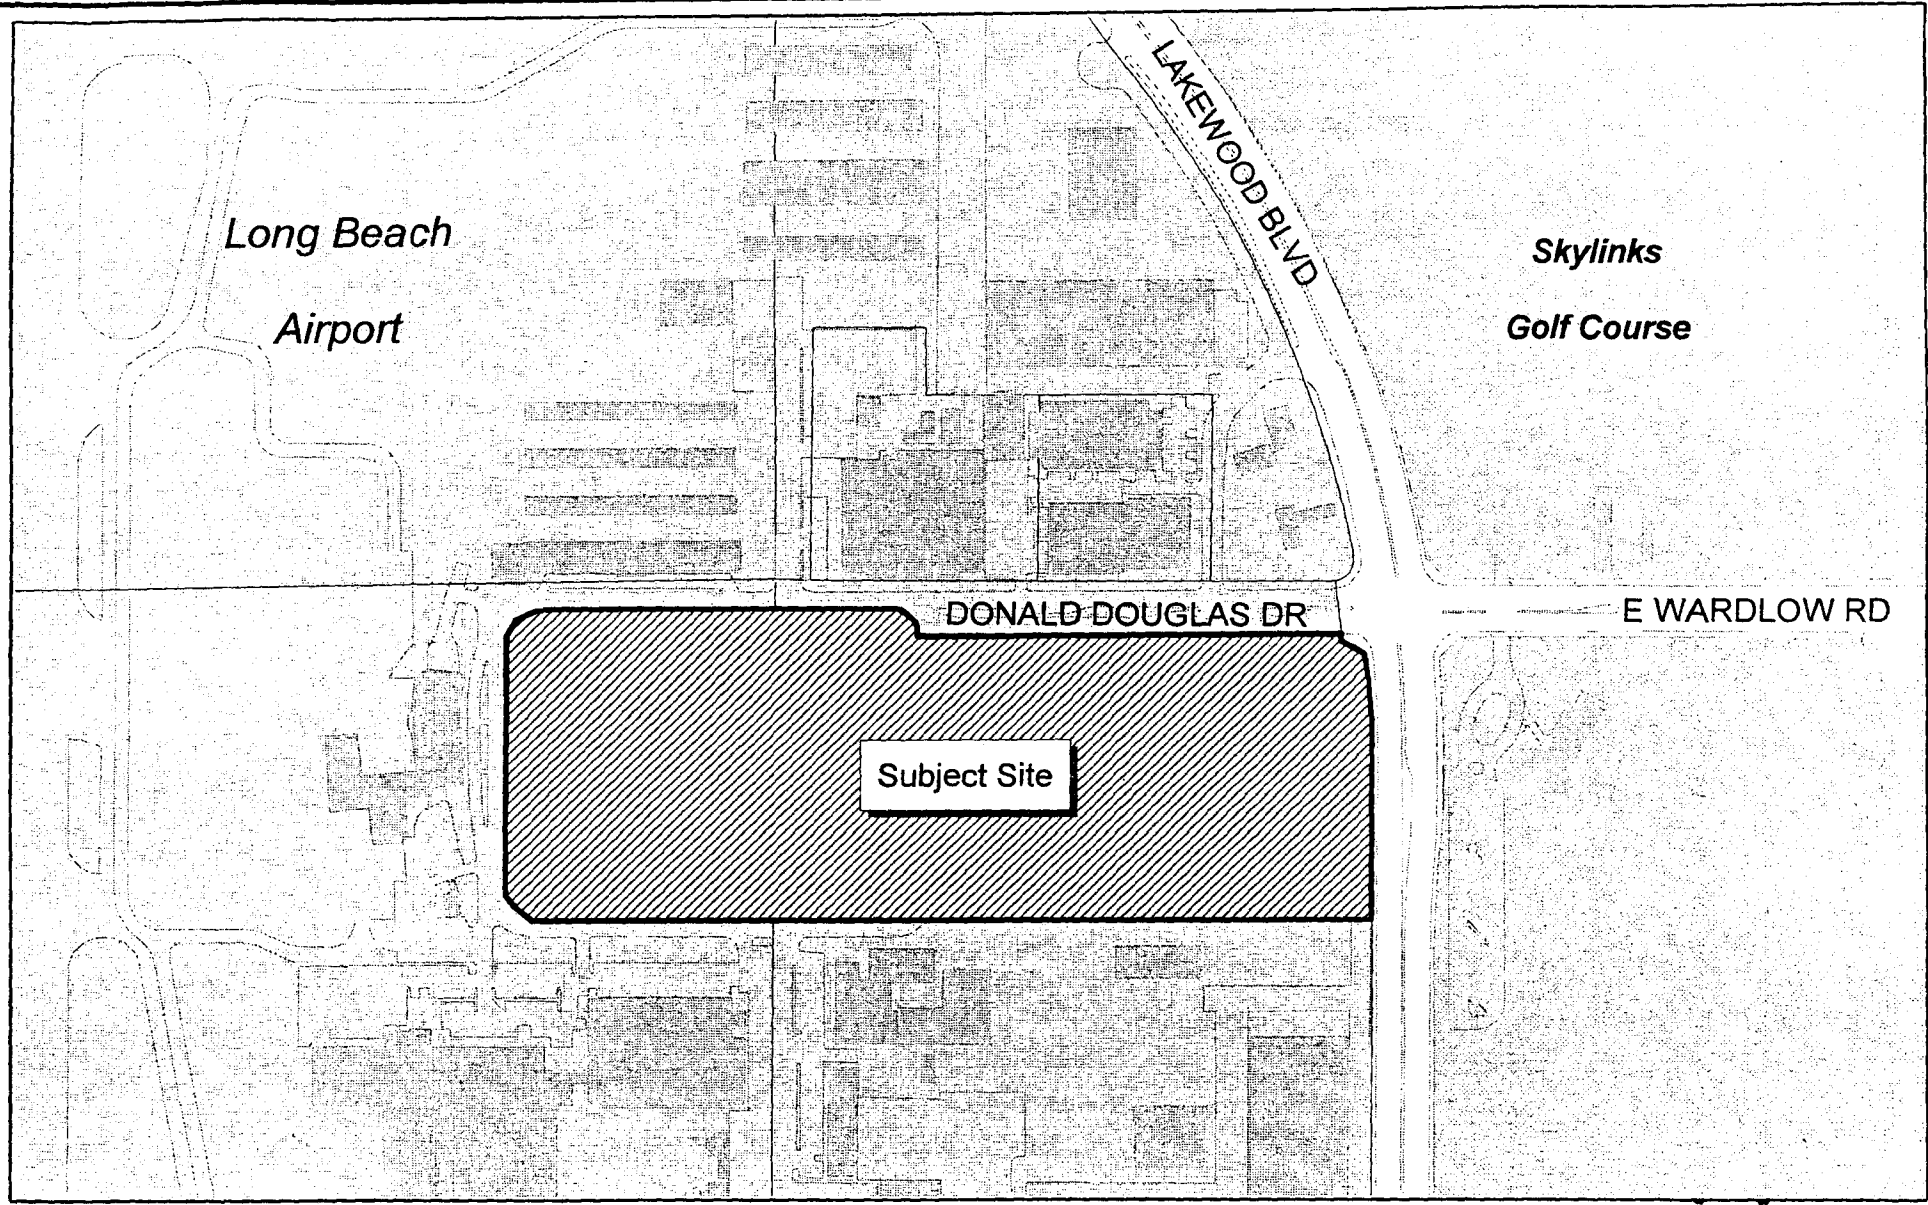 LAKEWOOD BLVD
Long Beach
Airport
Skylinks
Golf Course
DONALD DOUGLAS DR
E WARDLOW RD
Subject Site